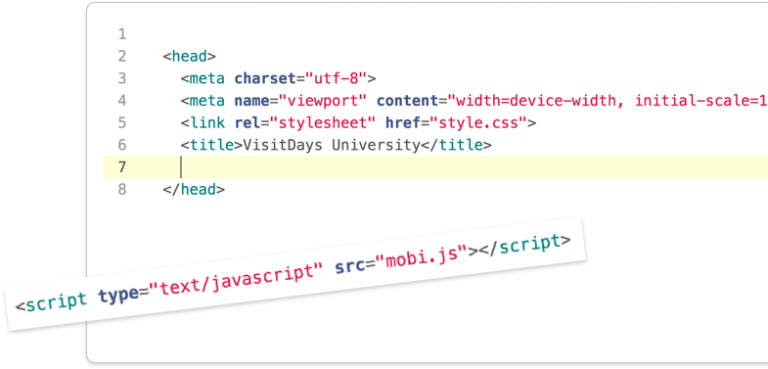 1
2 <head>
3 <meta charset="utf-8">
4 <meta name="viewport" content="width=device-width, initial-scale=1
5 <link rel="stylesheet" href="style.css">
6 <title>VisitDays University</title>
7
8 </head>
<script type="text/javascript" src="mobi.js"></script>